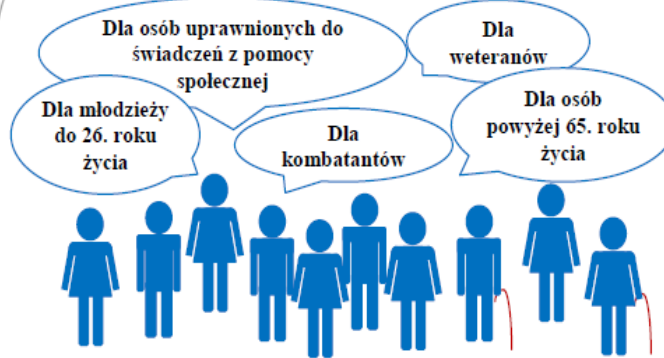 Dla osób uprawnionych do
świadczeń z pomocy
społecznej
Dla
weteranów
Dla młodzieży
do 26. roku
życia
Dla
kombatantów
Dla osób
powyżej 65. roku
życia